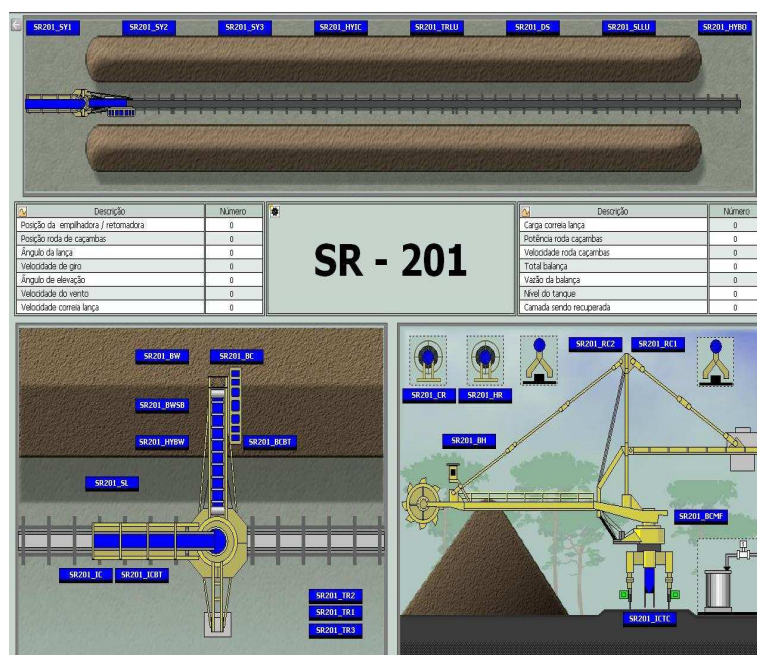 SR201_SY1 SR201_SY2 SR201_SY3 SR201_HYIC SR201_TRLU SR201_DS SR201_SLLU SR201_HYBO
Descrição Número
Posição da empilhadora / retomadora 0
Posição roda de caçambas 0
Ângulo da lança 0
Velocidade de giro 0
Ângulo de elevação 0
Velocidade do vento 0
Velocidade correia lança 0
SR - 201
Descrição Número
Carga correia lança 0
Potência roda caçambas 0
Velocidade roda caçambas 0
Total balança 0
Vazão da balança 0
Nível do tanque 0
Camada sendo recuperada 0
SR201_BW SR201_BC
SR201_BWSB
SR201_HYBW SR201_BCBT
SR201_SL
SR201_IC SR201_ICBT
SR201_TR2
SR201_TR1
SR201_TR3
SR201_RC2 SR201_RC1
SR201_CR SR201_HR
SR201_BH
SR201_BCMF
SR201_ICTC